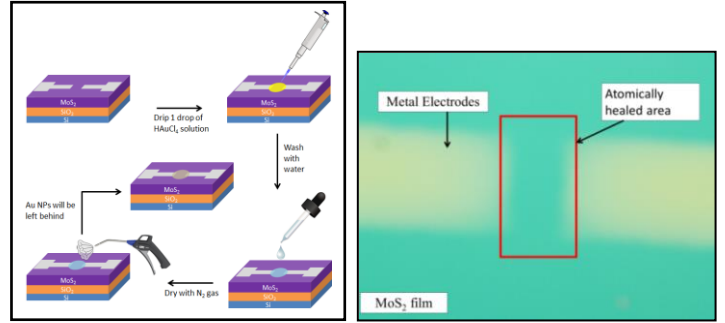 MoS₂
SiO₂
Si
Drip 1 drop of
HAuCl₄ solution
MoS₂
SiO₂
Si
Wash
with
water
MoS₂
SiO₂
Si
Au NPs will be
left behind
MoS₂
SiO₂
Si
Dry with N₂ gas
MoS₂
SiO₂
Si
Metal Electrodes
Atomically
healed area
MoS₂ film